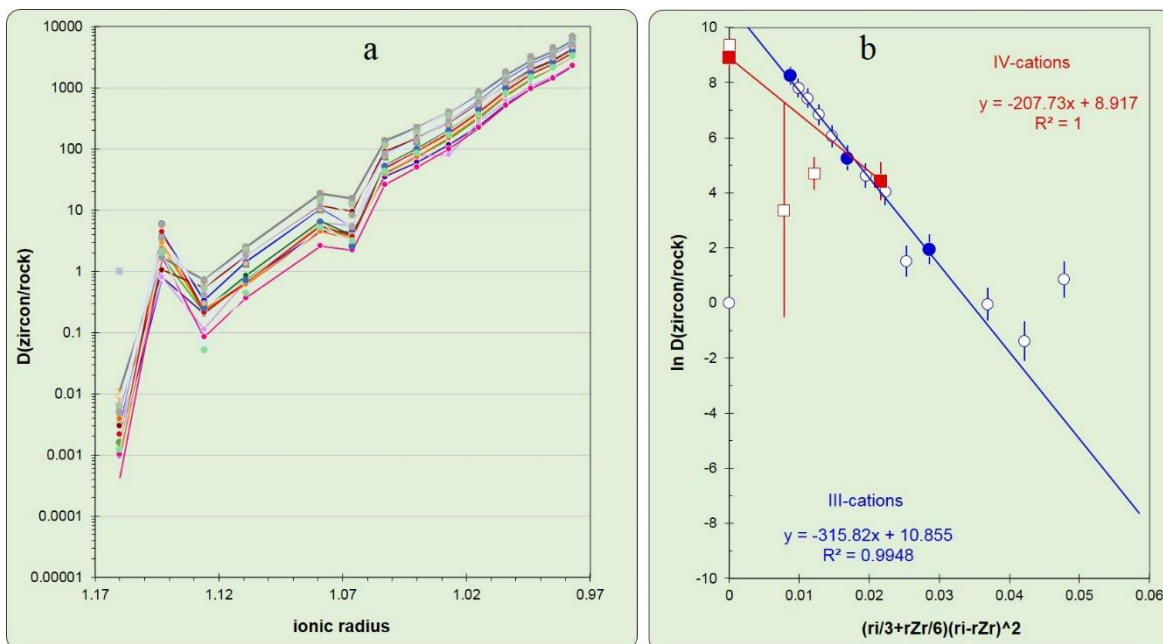 a
10000
1000
100
10
1
0.1
0.01
0.001
0.0001
0.00001
D(zircon/rock)
1.17
1.12
1.07
1.02
0.97
ionic radius
b
10
8
6
4
2
0
-2
-4
-6
-8
-10
ln D(zircon/rock)
IV-cations
y = -207.73x + 8.917
R² = 1
III-cations
y = -315.82x + 10.855
R² = 0.9948
0
0.01
0.02
0.03
0.04
0.05
0.06
(ri/3+rZr/6)(ri-rZr)^2